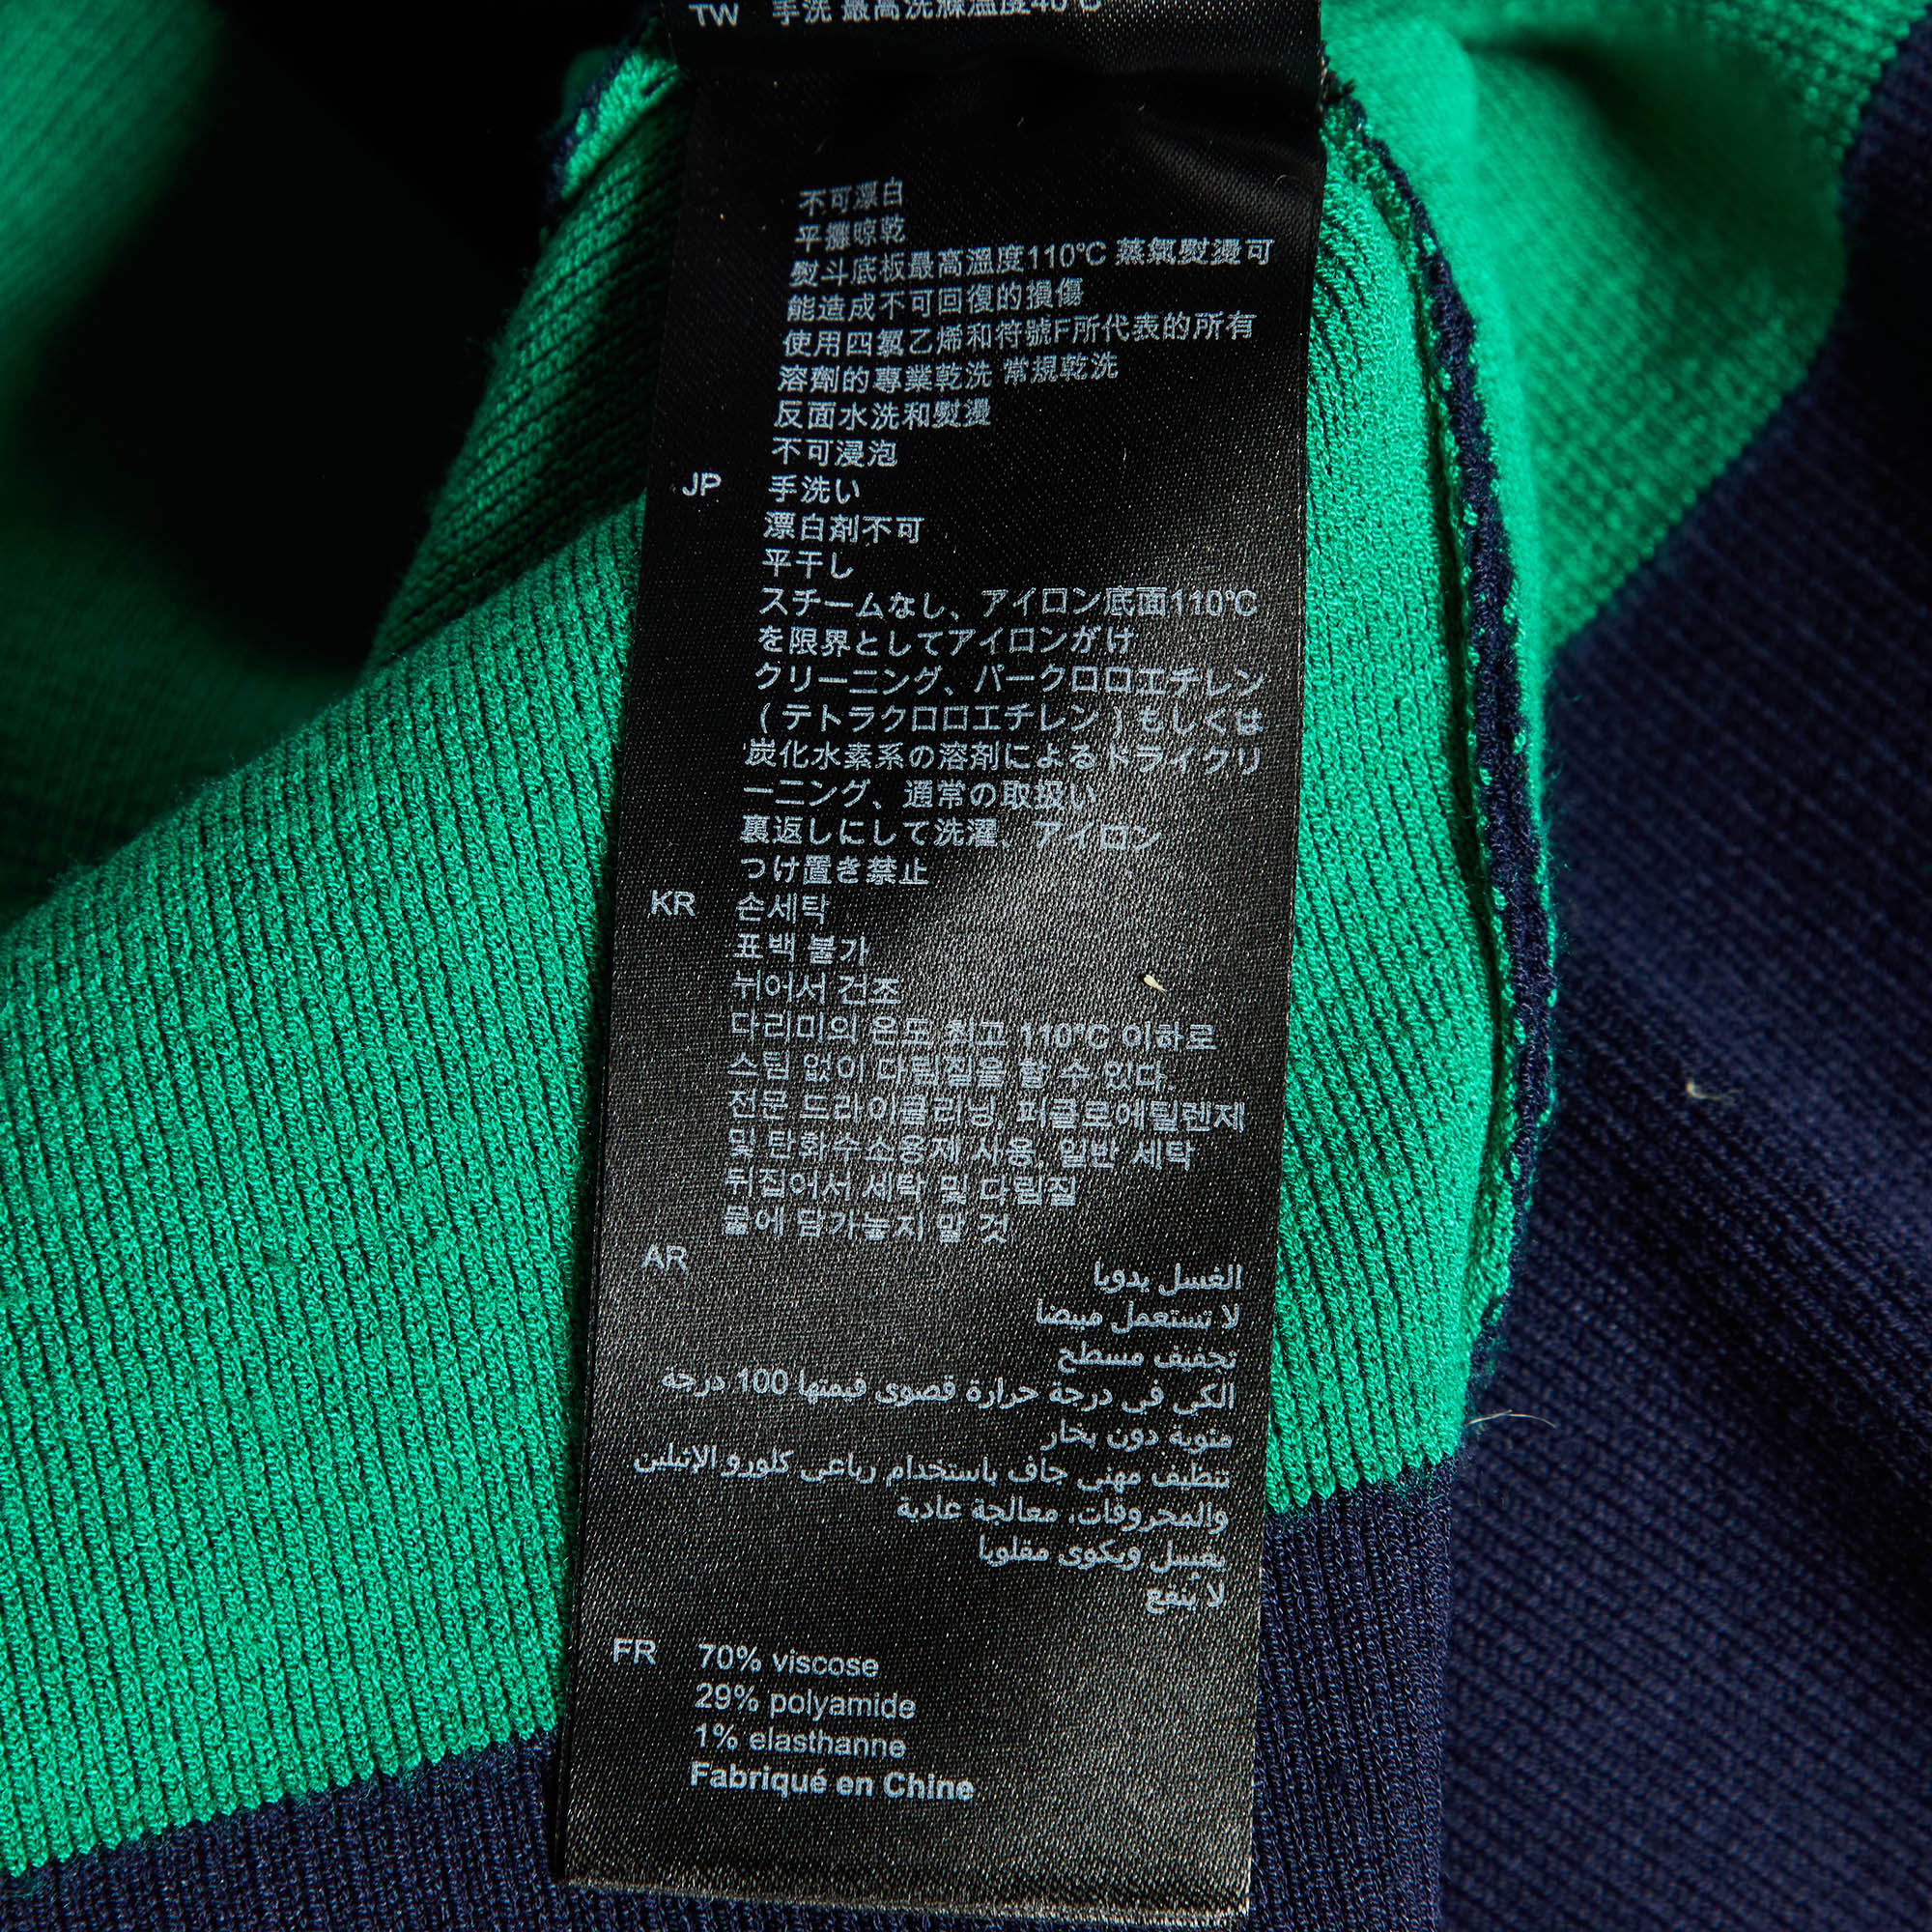 TW 手洗 最高洗滌溫度40°C
不可漂白
平攤晾乾
熨斗底板最高溫度110℃ 蒸氣熨燙可
能造成不可回復的損傷
使用四氯乙烯和符號F所代表的所有
溶劑的專業乾洗 常規乾洗
反面水洗和熨燙
不可浸泡
JP 手洗い
漂白剤不可
平干し
スチームなし、アイロン底面110℃
を限界としてアイロンがけ
クリーニング、パークロロエチレン
(テトラクロロエチレン)もしくは
炭化水素系の溶剤によるドライクリ
ーニング、通常の取扱い
裏返しにして洗濯、アイロン
つけ置き禁止
KR 손세탁
표백 불가
뉘어서 건조
다리미의 온도 최고 110℃ 이하로
스팀 없이 다림질을 할 수 있다.
전문 드라이클리닝, 퍼클로에틸렌제
및 탄화수소용제 사용, 일반 세탁
뒤집어서 세탁 및 다림질
물에 담가놓지 말 것
AR الغسل يدويا
لا تستعمل مبيضا
تجفيف مسطح
الكي في درجة حرارة قصوى قيمتها 100 درجة
مئوية دون بخار
تنظيف مهني جاف باستخدام رباعي كلورو الإثيلين
والمحروقات، معالجة عادية
يغسل ويكوى مقلوبا
لا ينقع
FR 70% viscose
29% polyamide
1% elasthanne
Fabriqué en Chine